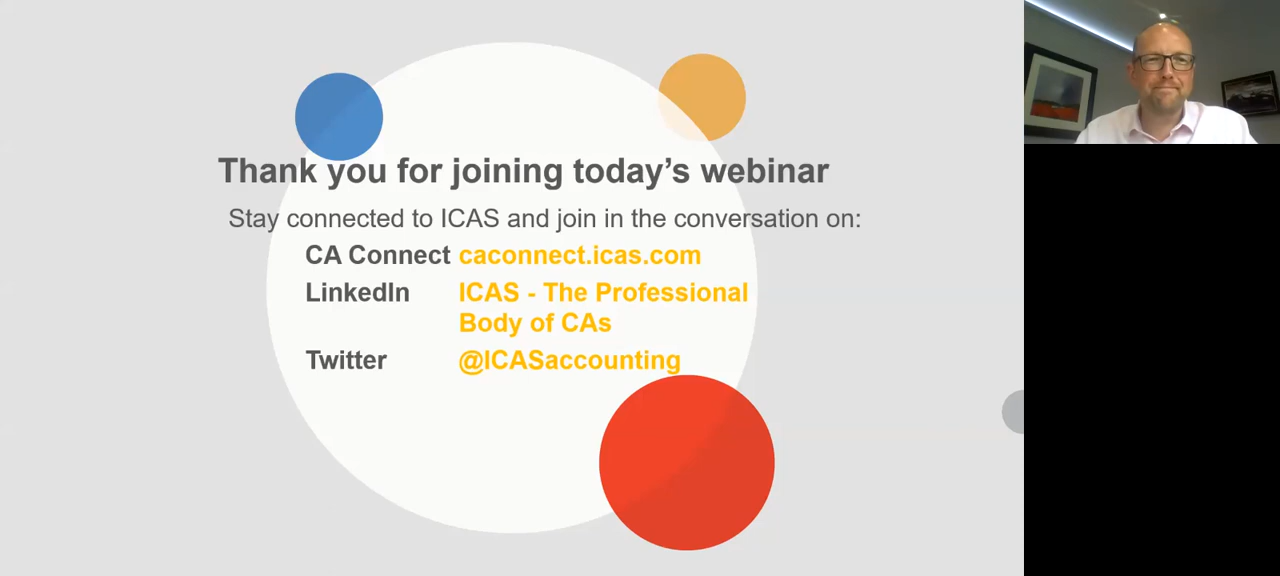 Thank you for joining today’s webinar
Stay connected to ICAS and join in the conversation on:
CA Connect caconnect.icas.com
LinkedIn ICAS - The Professional
Body of CAs
Twitter @ICASaccounting